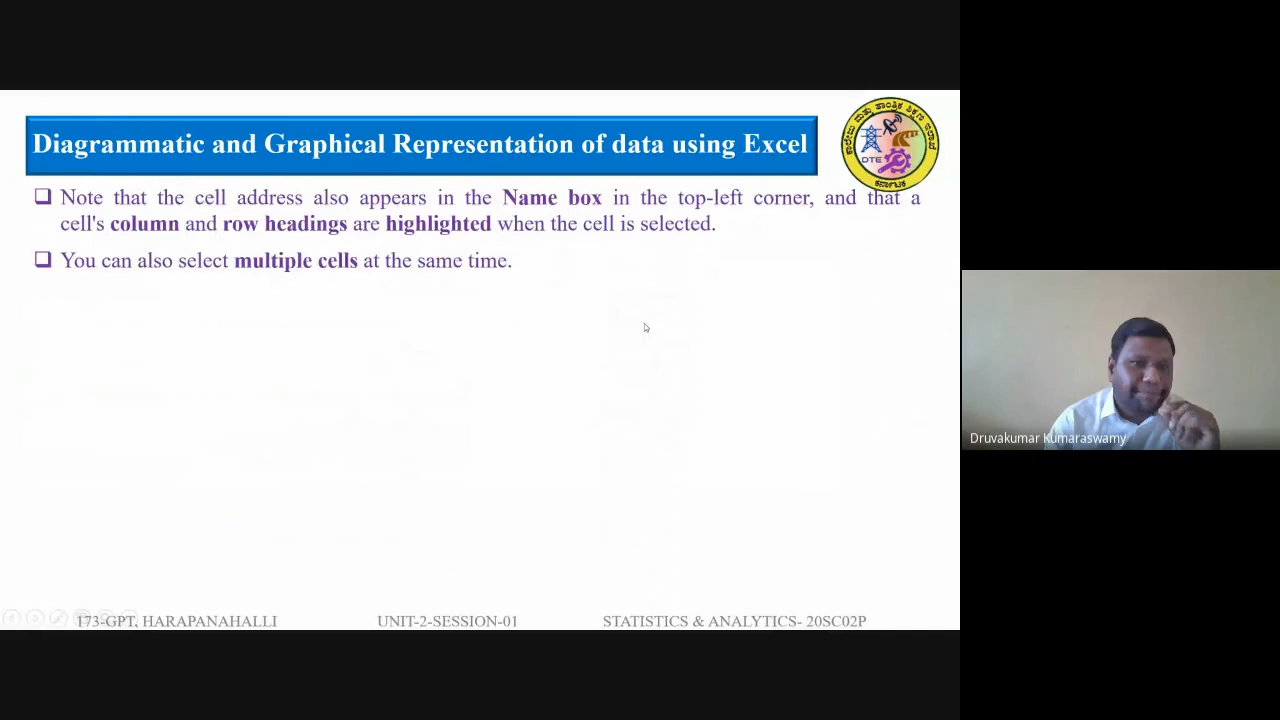 Diagrammatic and Graphical Representation of data using Excel
Note that the cell address also appears in the Name box in the top-left corner, and that a
cell's column and row headings are highlighted when the cell is selected.
You can also select multiple cells at the same time.
DTE
ಕರ್ನಾಟಕ
Druvakumar Kumaraswamy
173-GPT, HARAPANAHALLI
UNIT-2-SESSION-01
STATISTICS & ANALYTICS- 20SC02P